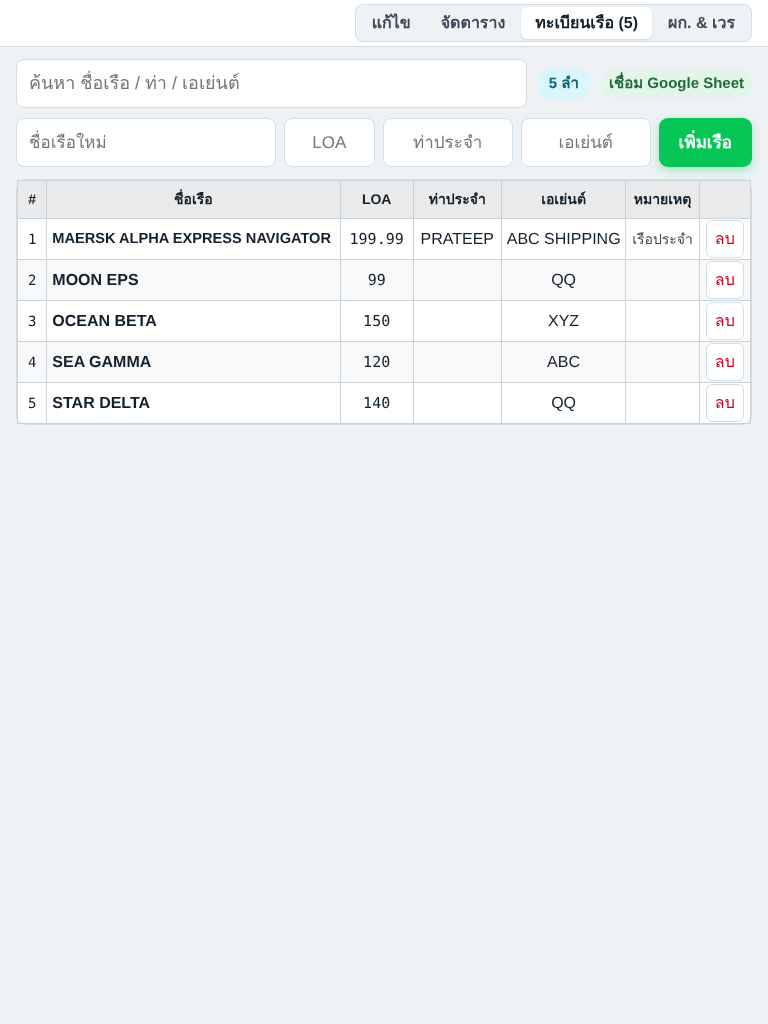 แก้ไข จัดตาราง ทะเบียนเรือ (5) ผก. & เวร
ค้นหา ชื่อเรือ / ท่า / เอเย่นต์ 5 ลำ เชื่อม Google Sheet
ชื่อเรือใหม่ LOA ท่าประจำ เอเย่นต์ เพิ่มเรือ
# ชื่อเรือ LOA ท่าประจำ เอเย่นต์ หมายเหตุ
1 MAERSK ALPHA EXPRESS NAVIGATOR 199.99 PRATEEP ABC SHIPPING เรือประจำ ลบ
2 MOON EPS 99 QQ ลบ
3 OCEAN BETA 150 XYZ ลบ
4 SEA GAMMA 120 ABC ลบ
5 STAR DELTA 140 QQ ลบ